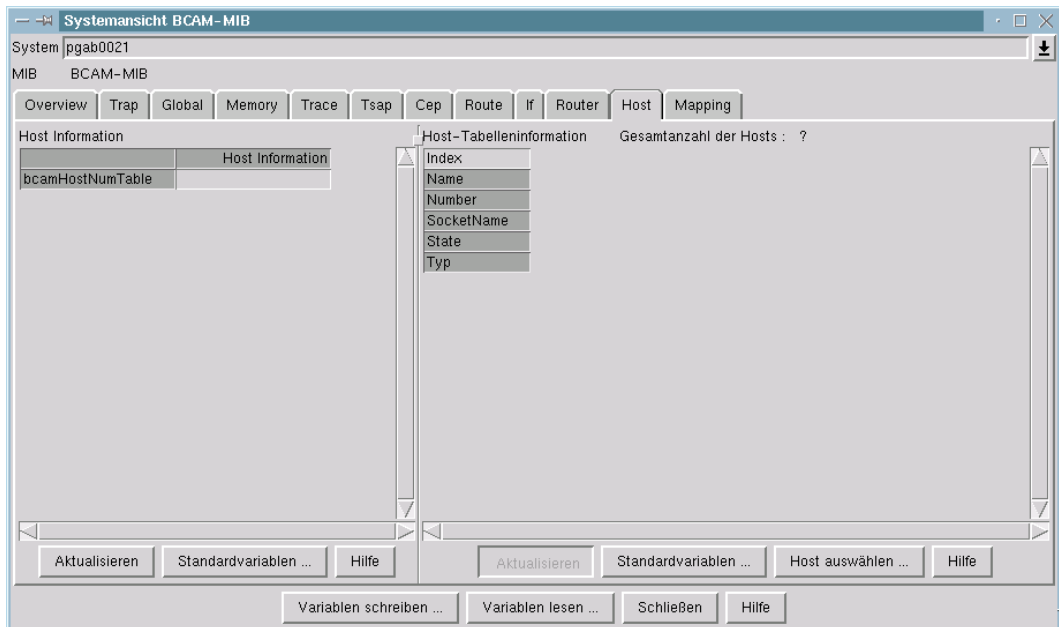 Systemansicht BCAM-MIB
System pgab0021
MIB BCAM-MIB
Overview Trap Global Memory Trace Tsap Cep Route If Router Host Mapping
Host Information
Host Information
bcamHostNumTable
Host-Tabelleninformation Gesamtanzahl der Hosts : ?
Index
Name
Number
SocketName
State
Typ
Aktualisieren Standardvariablen ... Hilfe
Aktualisieren Standardvariablen ... Host auswählen ... Hilfe
Variablen schreiben ... Variablen lesen ... Schließen Hilfe